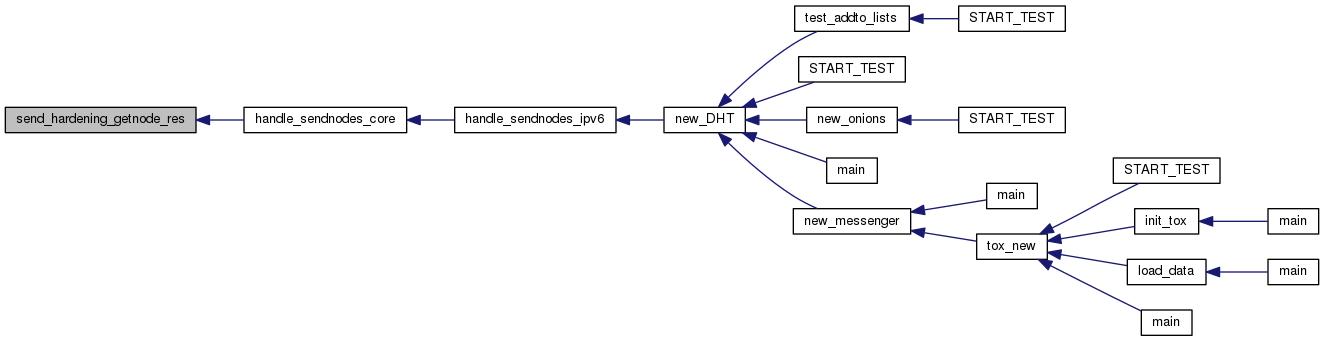 test_addto_lists
START_TEST
START_TEST
send_hardening_getnode_res
handle_sendnodes_core
handle_sendnodes_ipv6
new_DHT
new_onions
START_TEST
main
START_TEST
main
new_messenger
init_tox
main
tox_new
load_data
main
main